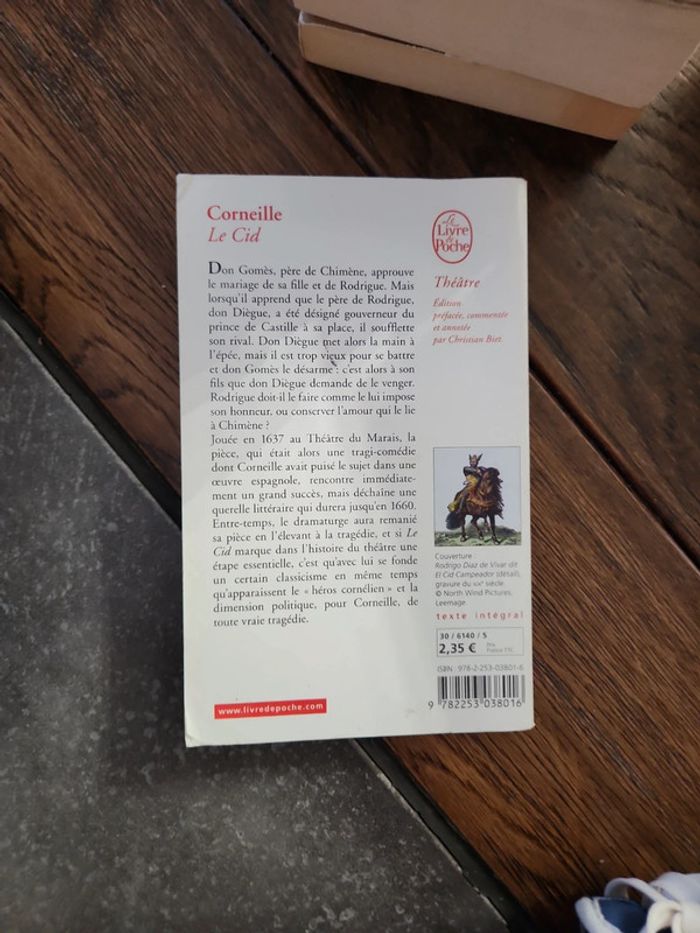 Corneille
Le Cid
Don Gomès, père de Chimène, approuve
le mariage de sa fille et de Rodrigue. Mais
lorsqu'il apprend que le père de Rodrigue,
don Diègue, a été désigné gouverneur du
prince de Castille à sa place, il soufflette
son rival. Don Diègue met alors la main à
l'épée, mais il est trop vieux pour se battre
et don Gomès le désarme : c'est alors à son
fils que don Diègue demande de le venger.
Rodrigue doit-il le faire comme le lui impose
son honneur, ou conserver l'amour qui le lie
à Chimène ?
Jouée en 1637 au Théâtre du Marais, la
pièce, qui était alors une tragi-comédie
dont Corneille avait puisé le sujet dans une
œuvre espagnole, rencontre immédiate-
ment un grand succès, mais déchaîne une
querelle littéraire qui durera jusqu'en 1660.
Entre-temps, le dramaturge aura remanié
sa pièce en l'élevant à la tragédie, et si Le
Cid marque dans l'histoire du théâtre une
étape essentielle, c'est qu'avec lui se fonde
un certain classicisme en même temps
qu'apparaissent le « héros cornélien » et la
dimension politique, pour Corneille, de
toute vraie tragédie.
www.livredepoche.com
Le
Livre
de
Poche
Théâtre
Édition
préfacée, commentée
et annotée
par Christian Biet
Couverture :
Rodrigo Diaz de Vivar dit
El Cid Campeador (détail),
gravure du XIXe siècle.
© North Wind Pictures,
Leemage.
texte intégral
30 / 6140 / 5
2,35 €
Prix
France TTC
ISBN : 978-2-253-03801-6
9 782253 038016